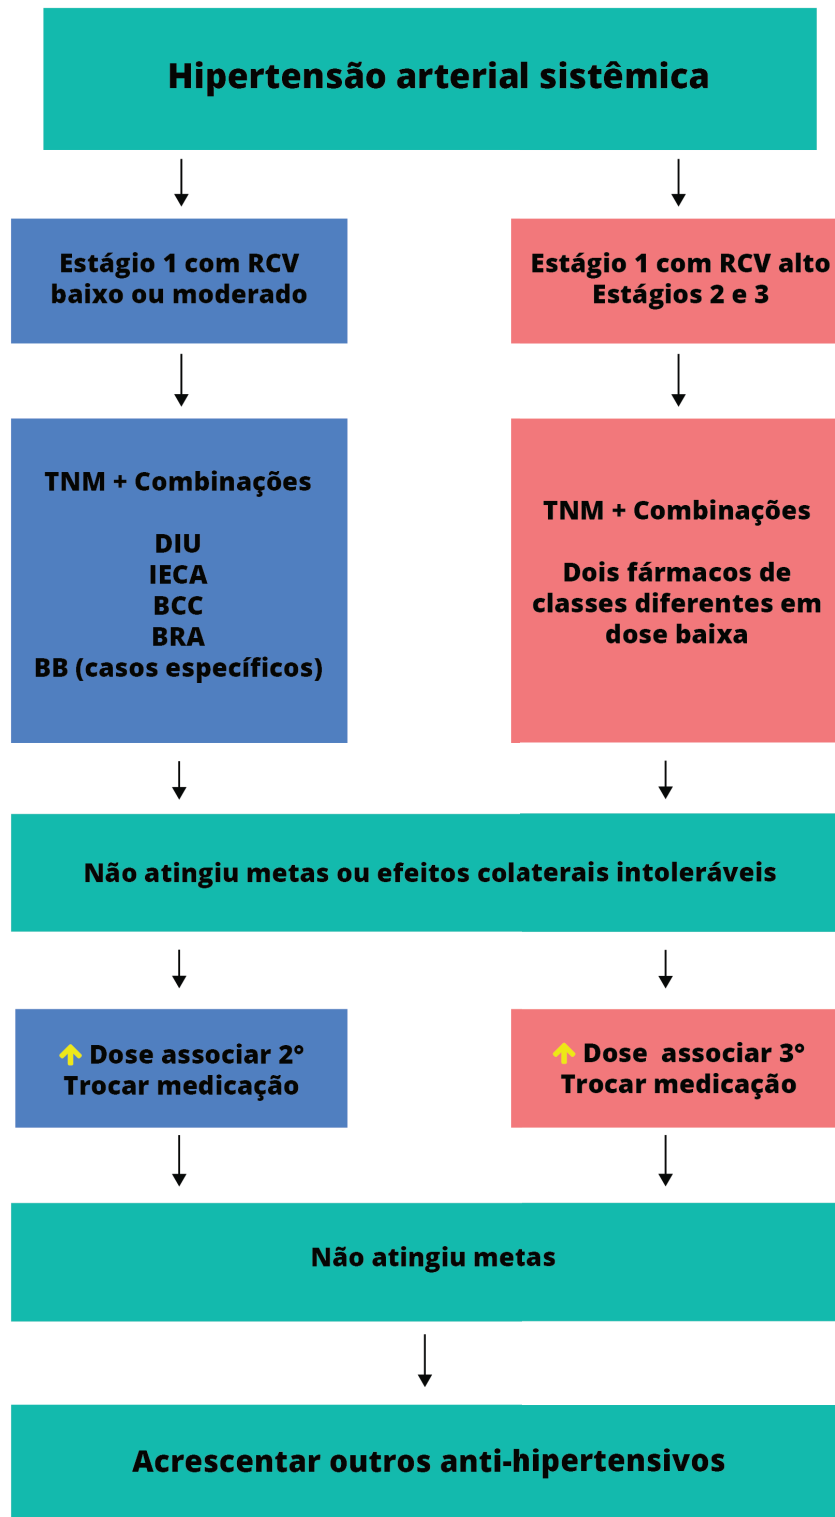 Hipertensão arterial sistêmica
Estágio 1 com RCV
baixo ou moderado
Estágio 1 com RCV alto
Estágios 2 e 3
TNM + Combinações
DIU
IECA
BCC
BRA
BB (casos específicos)
TNM + Combinações
Dois fármacos de
classes diferentes em
dose baixa
Não atingiu metas ou efeitos colaterais intoleráveis
Dose associar 2°
Trocar medicação
Dose associar 3°
Trocar medicação
Não atingiu metas
Acrescentar outros anti-hipertensivos